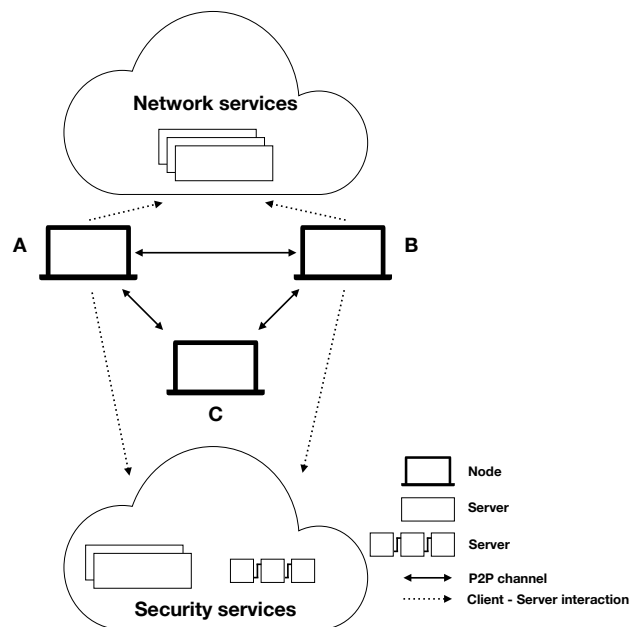 Network services
A
B
C
Security services
Node
Server
Server
P2P channel
Client - Server interaction